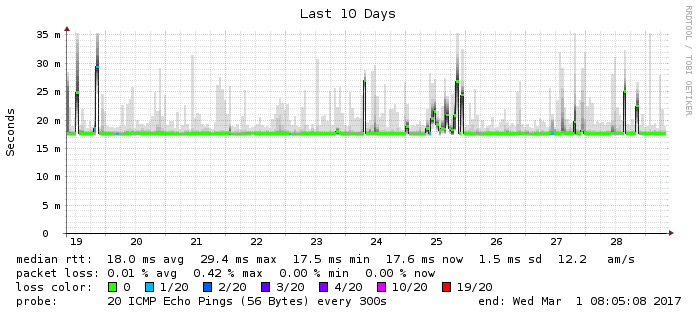 Last 10 Days
RRDTOOL / TOBI OETIKER
Seconds
35 m
30 m
25 m
20 m
15 m
10 m
5 m
0
19 20 21 22 23 24 25 26 27 28
median rtt: 18.0 ms avg 29.4 ms max 17.5 ms min 17.6 ms now 1.5 ms sd 12.2 am/s
packet loss: 0.01 % avg 0.42 % max 0.00 % min 0.00 % now
loss color: 0 1/20 2/20 3/20 4/20 10/20 19/20
probe: 20 ICMP Echo Pings (56 Bytes) every 300s end: Wed Mar 1 08:05:08 2017